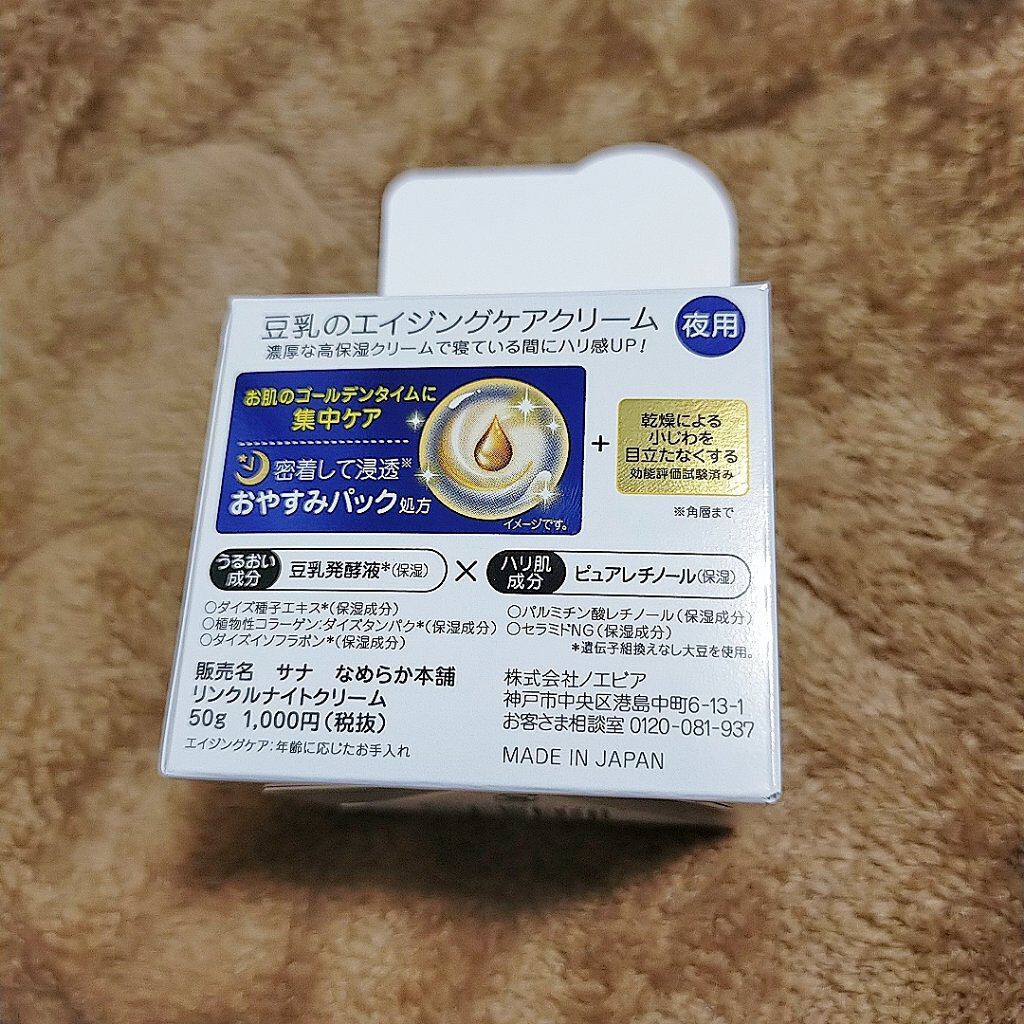 豆乳のエイジングケアクリーム 夜用
濃厚な高保湿クリームで寝ている間にハリ感UP!
お肌のゴールデンタイムに
集中ケア
密着して浸透※
おやすみパック処方
イメージです。
+
乾燥による
小じわを
目立たなくする
効能評価試験済み
※角層まで
うるおい
成分
豆乳発酵液*(保湿)
×
ハリ肌
成分
ピュアレチノール(保湿)
○ダイズ種子エキス*(保湿成分)
○植物性コラーゲン:ダイズタンパク*(保湿成分)
○ダイズイソフラボン*(保湿成分)
○パルミチン酸レチノール(保湿成分)
○セラミドNG(保湿成分)
*遺伝子組換えなし大豆を使用。
販売名 サナ なめらか本舗
リンクルナイトクリーム
50g 1,000円(税抜)
エイジングケア:年齢に応じたお手入れ
株式会社ノエビア
神戸市中央区港島中町6-13-1
お客さま相談室 0120-081-937
MADE IN JAPAN